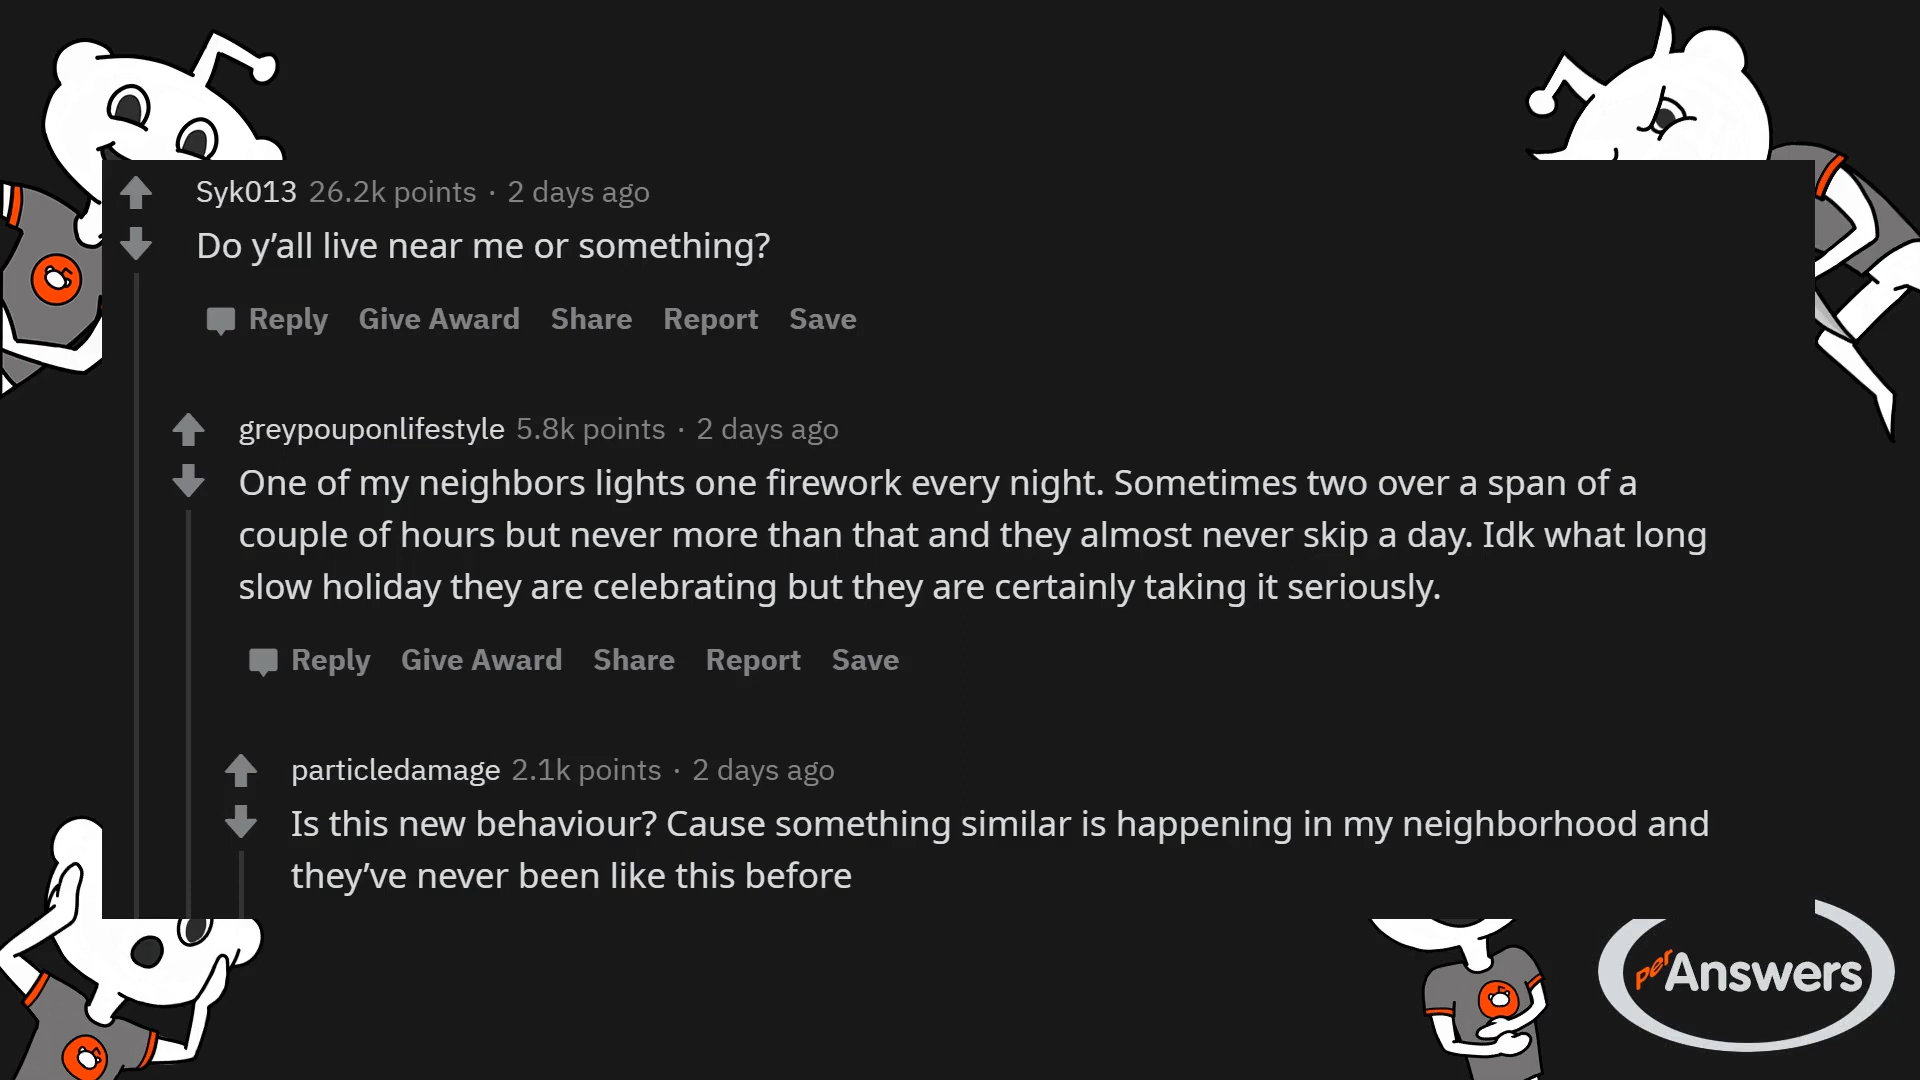 Syk013 26.2k points · 2 days ago
Do y’all live near me or something?
Reply Give Award Share Report Save
greypouponlifestyle 5.8k points · 2 days ago
One of my neighbors lights one firework every night. Sometimes two over a span of a
couple of hours but never more than that and they almost never skip a day. Idk what long
slow holiday they are celebrating but they are certainly taking it seriously.
Reply Give Award Share Report Save
particledamage 2.1k points · 2 days ago
Is this new behaviour? Cause something similar is happening in my neighborhood and
they’ve never been like this before
perAnswers